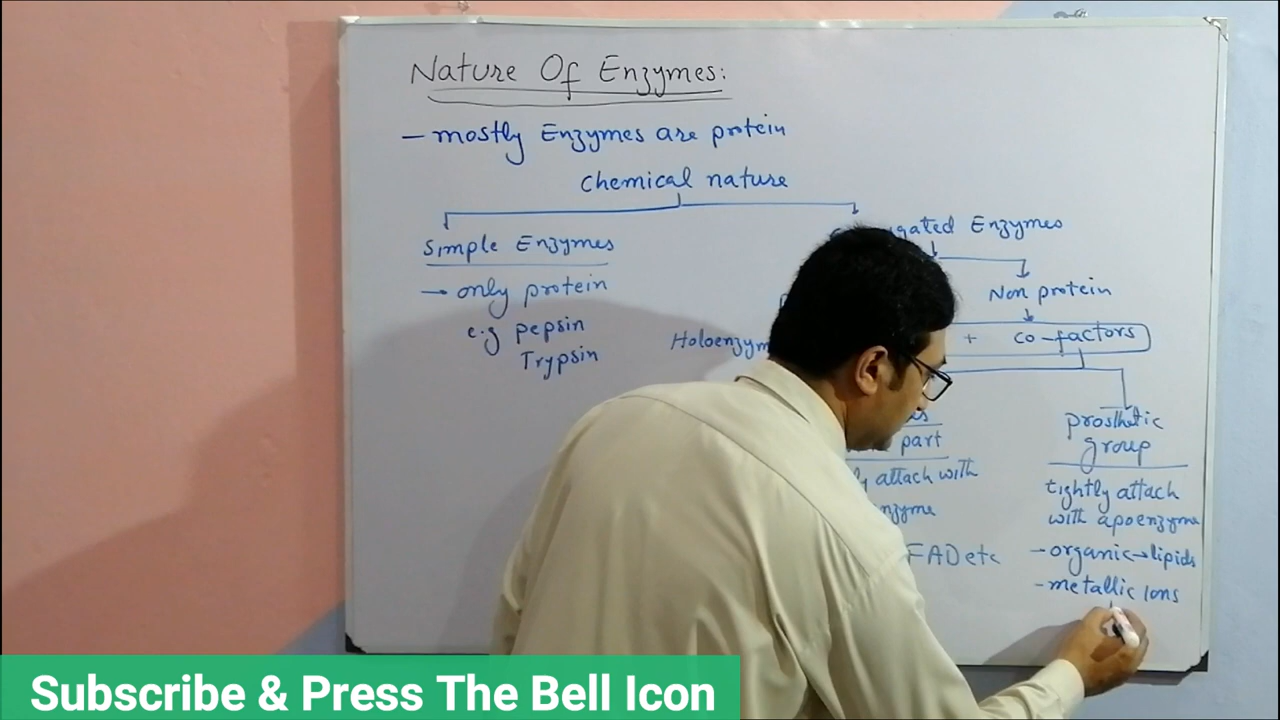 Nature Of Enzymes:
- mostly Enzymes are protein
Chemical nature
Simple Enzymes
→ only protein
e.g pepsin
Trypsin
Enzymes
Non protein
+ Co-factors
part
attach with
FAD etc
prosthetic
group
tightly attach
with apoenzyme
- organic → lipids
- metallic Ions
Subscribe & Press The Bell Icon